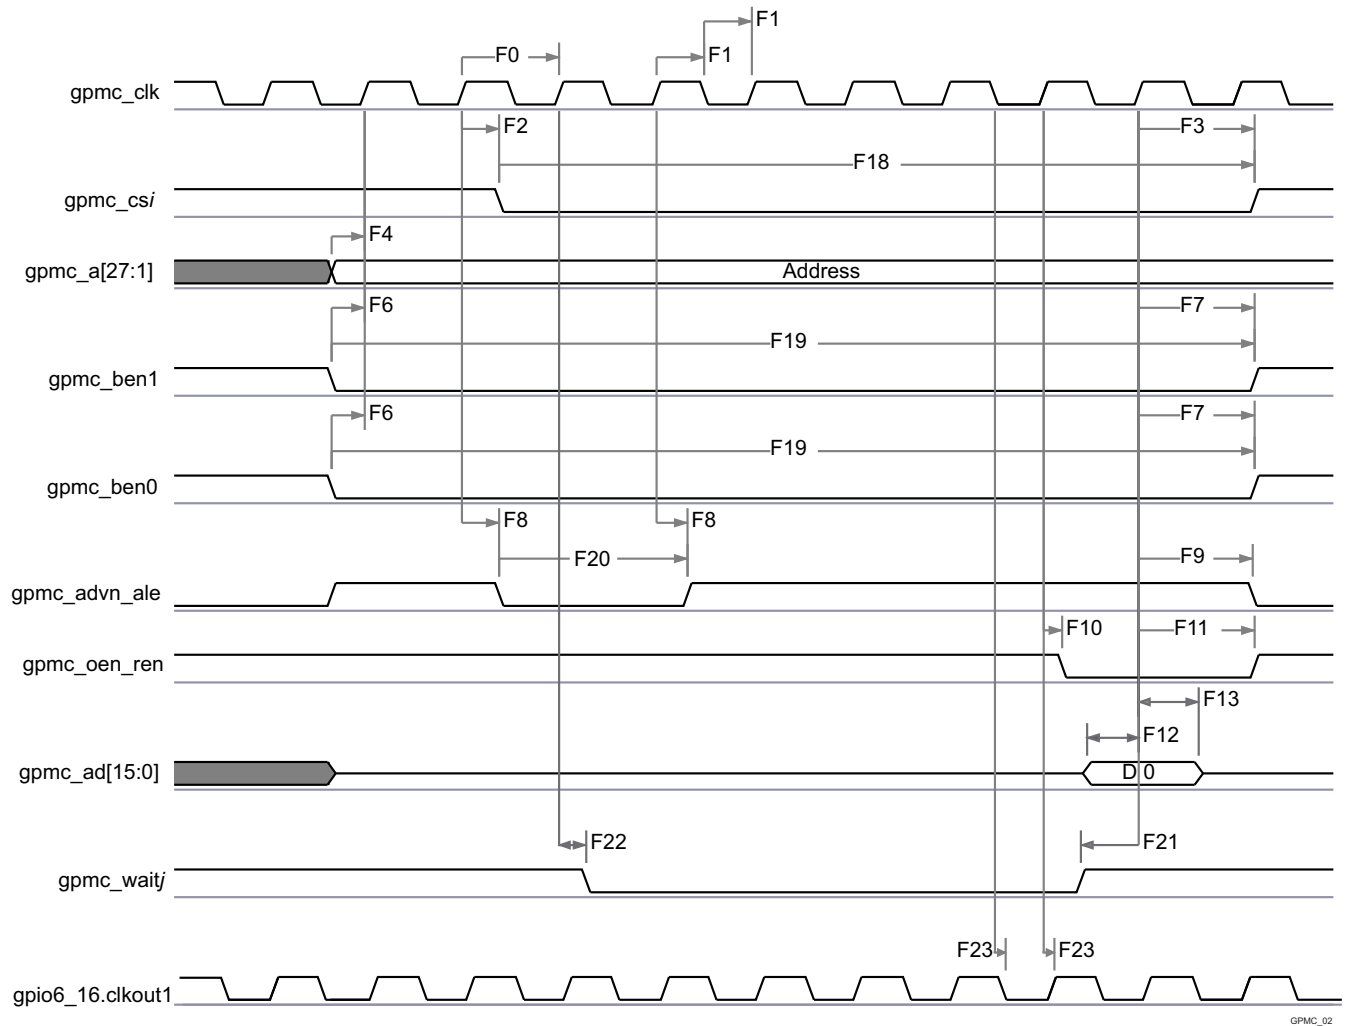 F1
F0
F1
gpmc_clk
F2
F3
F18
gpmc_csi
F4
gpmc_a[27:1]
Address
F6
F7
F19
gpmc_ben1
F6
F7
F19
gpmc_ben0
F8
F8
F20
F9
gpmc_advn_ale
F10
F11
gpmc_oen_ren
F13
F12
gpmc_ad[15:0]
D 0
F22
F21
gpmc_waitj
F23
F23
gpio6_16.clkout1
GPMC_02